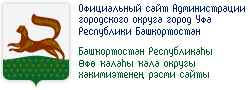 Официальный сайт Администрации
городского округа город Уфа
Республики Башкортостан
Башҡортостан Республикаһы
Өфө ҡалаһы ҡала округы
хакимиәтенең рәсми сайты